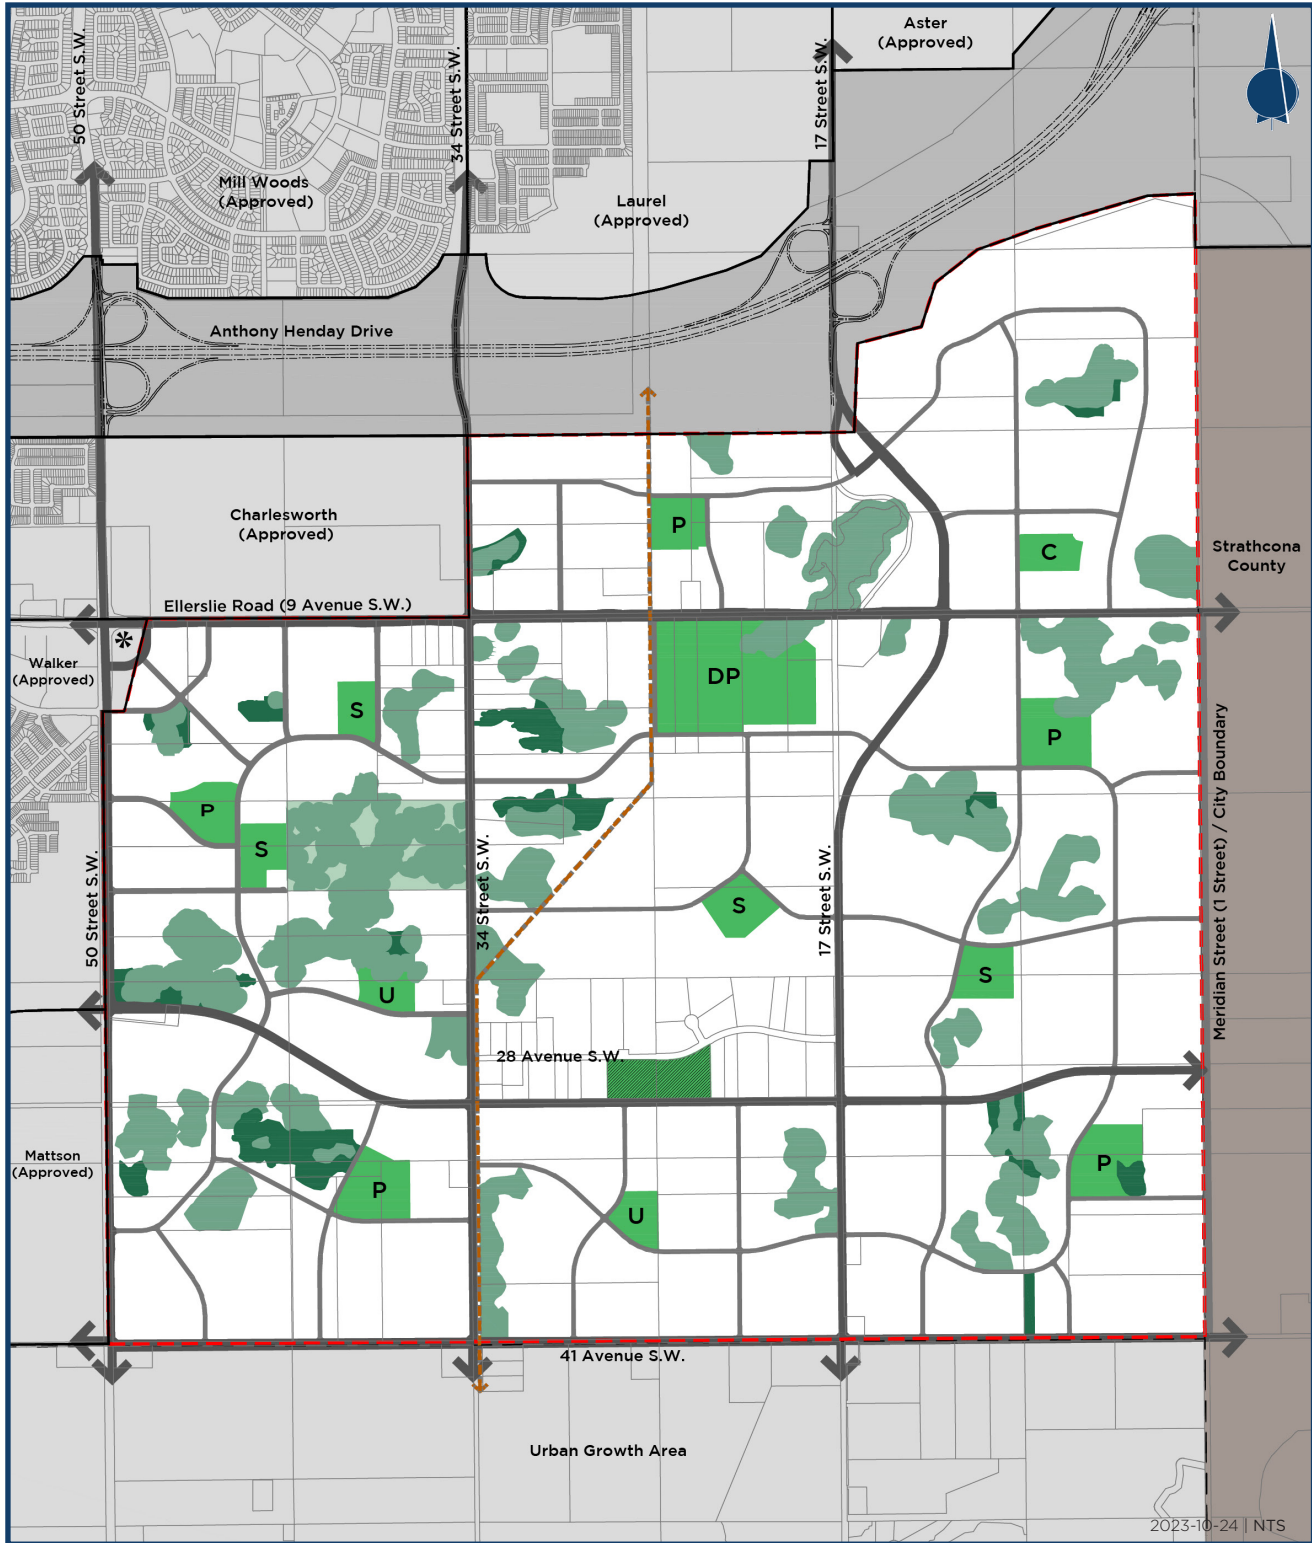 Aster
(Approved)
50 Street S.W.
34 Street S.W.
17 Street S.W.
Mill Woods
(Approved)
Laurel
(Approved)
Anthony Henday Drive
Charlesworth
(Approved)
P
C
Strathcona
County
Ellerslie Road (9 Avenue S.W.)
*
Walker
(Approved)
S
DP
P
P
S
S
50 Street S.W.
34 Street S.W.
17 Street S.W.
Meridian Street (1 Street) / City Boundary
S
U
28 Avenue S.W.
Mattson
(Approved)
P
P
U
41 Avenue S.W.
Urban Growth Area
2023-10-24 | NTS